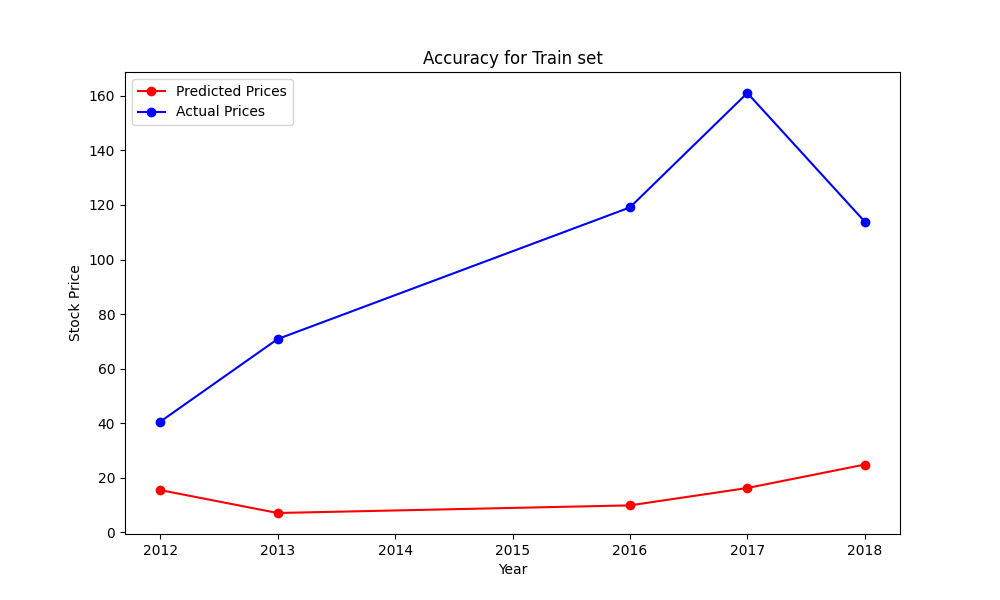 Accuracy for Train set
Predicted Prices
Actual Prices
160
140
120
100
80
60
40
20
0
Stock Price
2012 2013 2014 2015 2016 2017 2018
Year